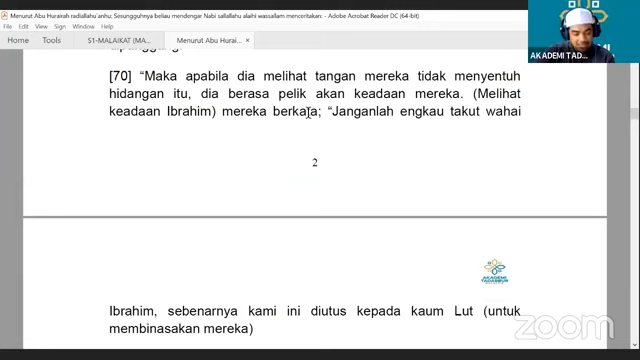 Menurut Abu Hurairah radiallahu'anhu; Sesungguhnya beliau mendengar Nabi sallallahu alaihi wassallam menceritakan: - Adobe Acrobat Reader DC (64-bit)
File Edit View Sign Window Help
Home Tools S1-MALAIKAT (MA... Menurut Abu Hurairah... ×
[70] “Maka apabila dia melihat tangan mereka tidak menyentuh
hidangan itu, dia berasa pelik akan keadaan mereka. (Melihat
keadaan Ibrahim) mereka berkata; “Janganlah engkau takut wahai
2
AKADEMI
TADABBUR
Ibrahim, sebenarnya kami ini diutus kepada kaum Lut (untuk
membinasakan mereka)
AKADEMI TAD...
zoom